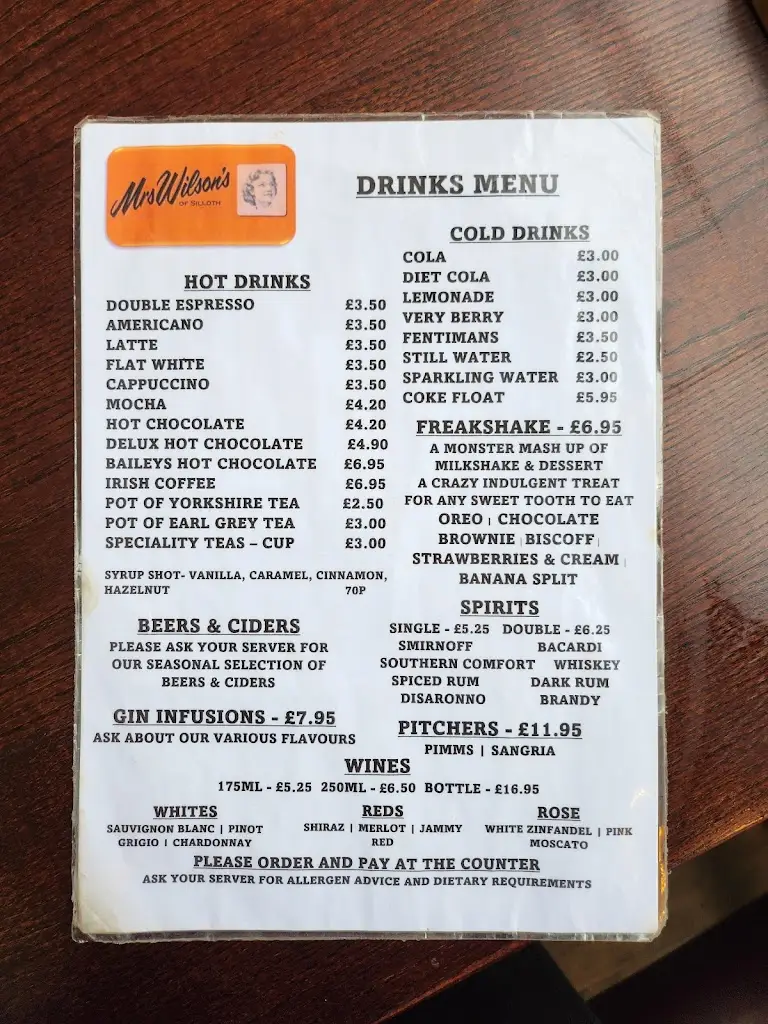 Mrs Wilson's
OF SILLOTH
DRINKS MENU
HOT DRINKS
DOUBLE ESPRESSO £3.50
AMERICANO £3.50
LATTE £3.50
FLAT WHITE £3.50
CAPPUCCINO £3.50
MOCHA £4.20
HOT CHOCOLATE £4.20
DELUX HOT CHOCOLATE £4.90
BAILEYS HOT CHOCOLATE £6.95
IRISH COFFEE £6.95
POT OF YORKSHIRE TEA £2.50
POT OF EARL GREY TEA £3.00
SPECIALITY TEAS – CUP £3.00
SYRUP SHOT- VANILLA, CARAMEL, CINNAMON,
HAZELNUT 70P
BEERS & CIDERS
PLEASE ASK YOUR SERVER FOR
OUR SEASONAL SELECTION OF
BEERS & CIDERS
GIN INFUSIONS - £7.95
ASK ABOUT OUR VARIOUS FLAVOURS
COLD DRINKS
COLA £3.00
DIET COLA £3.00
LEMONADE £3.00
VERY BERRY £3.00
FENTIMANS £3.50
STILL WATER £2.50
SPARKLING WATER £3.00
COKE FLOAT £5.95
FREAKSHAKE - £6.95
A MONSTER MASH UP OF
MILKSHAKE & DESSERT
A CRAZY INDULGENT TREAT
FOR ANY SWEET TOOTH TO EAT
OREO | CHOCOLATE
BROWNIE | BISCOFF |
STRAWBERRIES & CREAM |
BANANA SPLIT
SPIRITS
SINGLE - £5.25 DOUBLE - £6.25
SMIRNOFF BACARDI
SOUTHERN COMFORT WHISKEY
SPICED RUM DARK RUM
DISARONNO BRANDY
PITCHERS - £11.95
PIMMS | SANGRIA
WINES
175ML - £5.25 250ML - £6.50 BOTTLE - £16.95
WHITES
SAUVIGNON BLANC | PINOT
GRIGIO | CHARDONNAY
REDS
SHIRAZ | MERLOT | JAMMY
RED
ROSE
WHITE ZINFANDEL | PINK
MOSCATO
PLEASE ORDER AND PAY AT THE COUNTER
ASK YOUR SERVER FOR ALLERGEN ADVICE AND DIETARY REQUIREMENTS